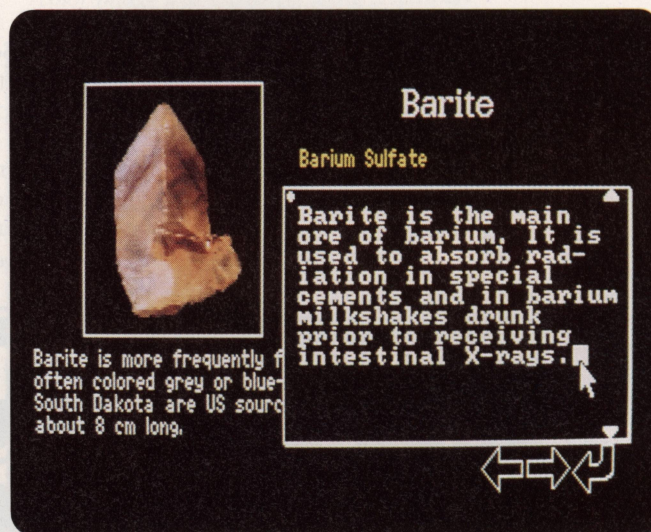 Barite
Barium Sulfate
Barite is the main
ore of barium. It is
used to absorb rad-
iation in special
cements and in barium
milkshakes drunk
prior to receiving
intestinal X-rays.
Barite is more frequently f
often colored grey or blue-
South Dakota are US sourc
about 8 cm long.